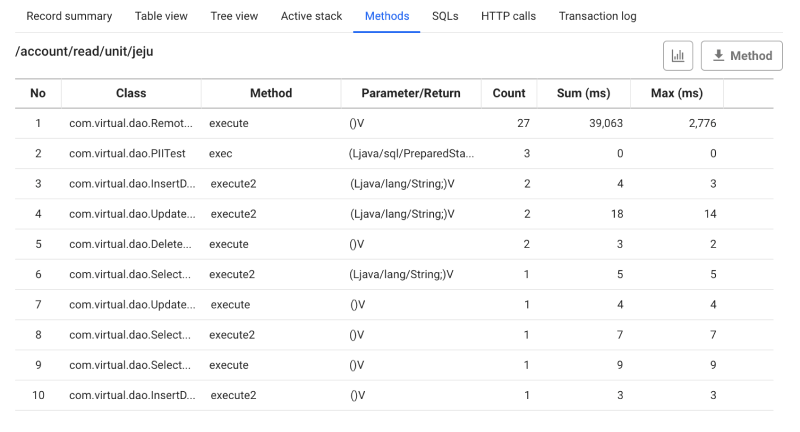 Record summary Table view Tree view Active stack Methods SQLs HTTP calls Transaction log
/account/read/unit/jeju
Method
No Class Method Parameter/Return Count Sum (ms) Max (ms)
1 com.virtual.dao.Remot... execute ()V 27 39,063 2,776
2 com.virtual.dao.PIITest exec (Ljava/sql/PreparedSta... 3 0 0
3 com.virtual.dao.InsertD... execute2 (Ljava/lang/String;)V 2 4 3
4 com.virtual.dao.Update... execute2 (Ljava/lang/String;)V 2 18 14
5 com.virtual.dao.Delete... execute ()V 2 3 2
6 com.virtual.dao.Select... execute2 (Ljava/lang/String;)V 1 5 5
7 com.virtual.dao.Update... execute ()V 1 4 4
8 com.virtual.dao.Select... execute2 ()V 1 7 7
9 com.virtual.dao.Select... execute ()V 1 9 9
10 com.virtual.dao.InsertD... execute2 ()V 1 3 3